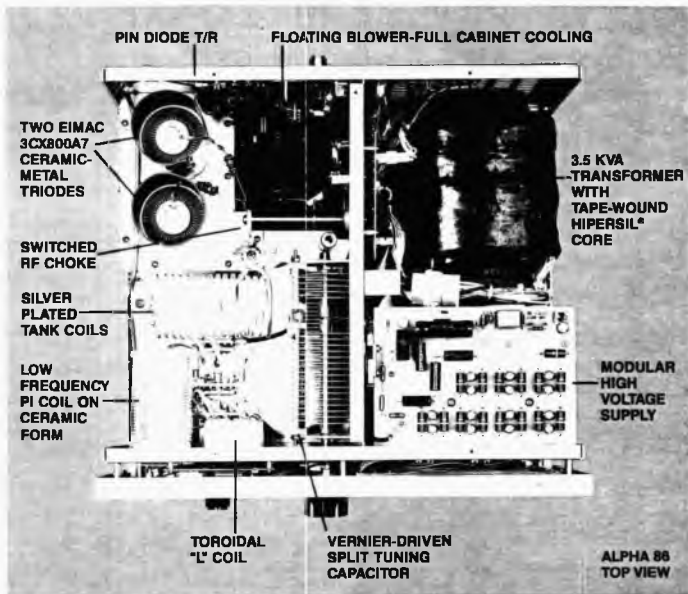 PIN DIODE T/R
FLOATING BLOWER-FULL CABINET COOLING
TWO EIMAC
3CX800A7
CERAMIC-
METAL
TRIODES
SWITCHED
RF CHOKE
SILVER
PLATED
TANK COILS
LOW
FREQUENCY
PI COIL ON
CERAMIC
FORM
3.5 KVA
TRANSFORMER
WITH
TAPE-WOUND
HIPERSIL®
CORE
MODULAR
HIGH
VOLTAGE
SUPPLY
TOROIDAL
"L" COIL
VERNIER-DRIVEN
SPLIT TUNING
CAPACITOR
ALPHA 86
TOP VIEW